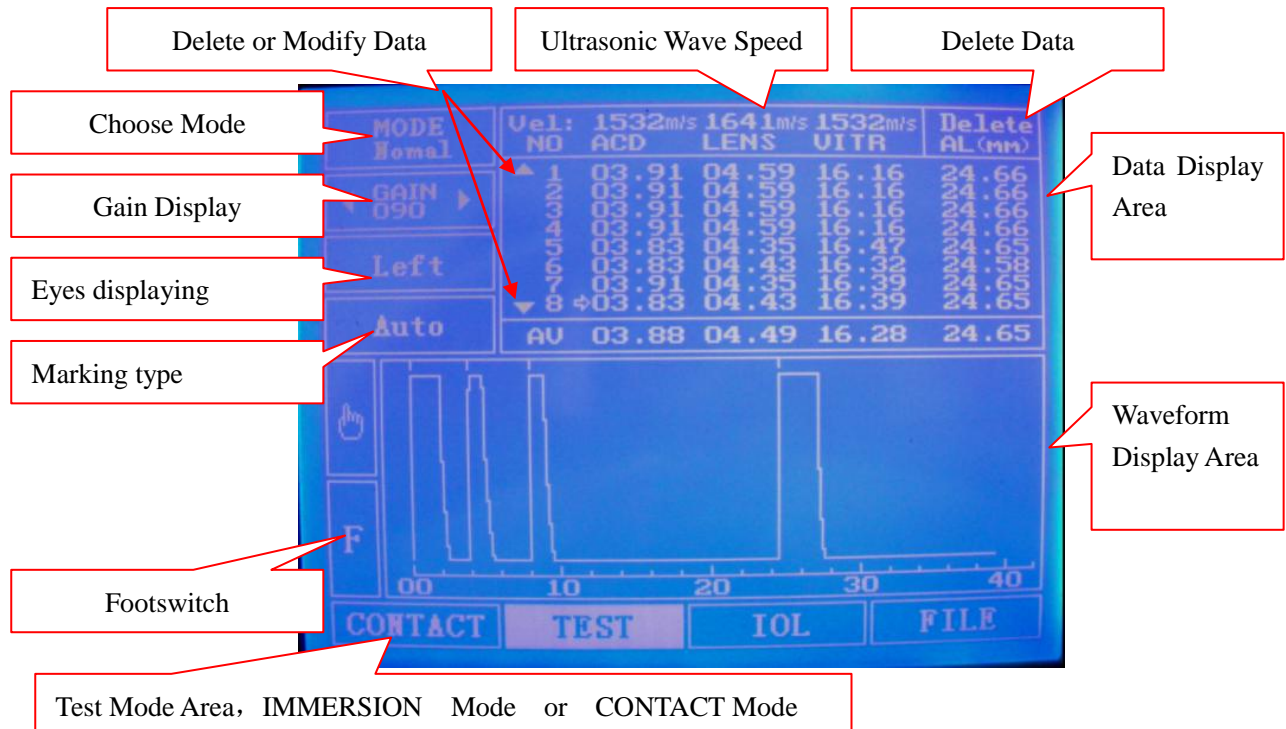 Delete or Modify Data
Ultrasonic Wave Speed
Delete Data
Choose Mode
Gain Display
Eyes displaying
Marking type
Footswitch
Data Display
Area
Waveform
Display Area
MODE
Nomal
GAIN
090
Left
Auto
F
Vel: 1532m/s 1641m/s 1532m/s Delete
NO ACD LENS VITR AL(mm)
1 03.91 04.59 16.16 24.66
2 03.91 04.59 16.16 24.66
3 03.91 04.59 16.16 24.66
4 03.91 04.59 16.16 24.66
5 03.83 04.35 16.47 24.65
6 03.83 04.43 16.32 24.58
7 03.91 04.35 16.39 24.65
8 ⇨03.83 04.43 16.39 24.65
AV 03.88 04.49 16.28 24.65
00 10 20 30 40
CONTACT TEST IOL FILE
Test Mode Area，IMMERSION Mode or CONTACT Mode